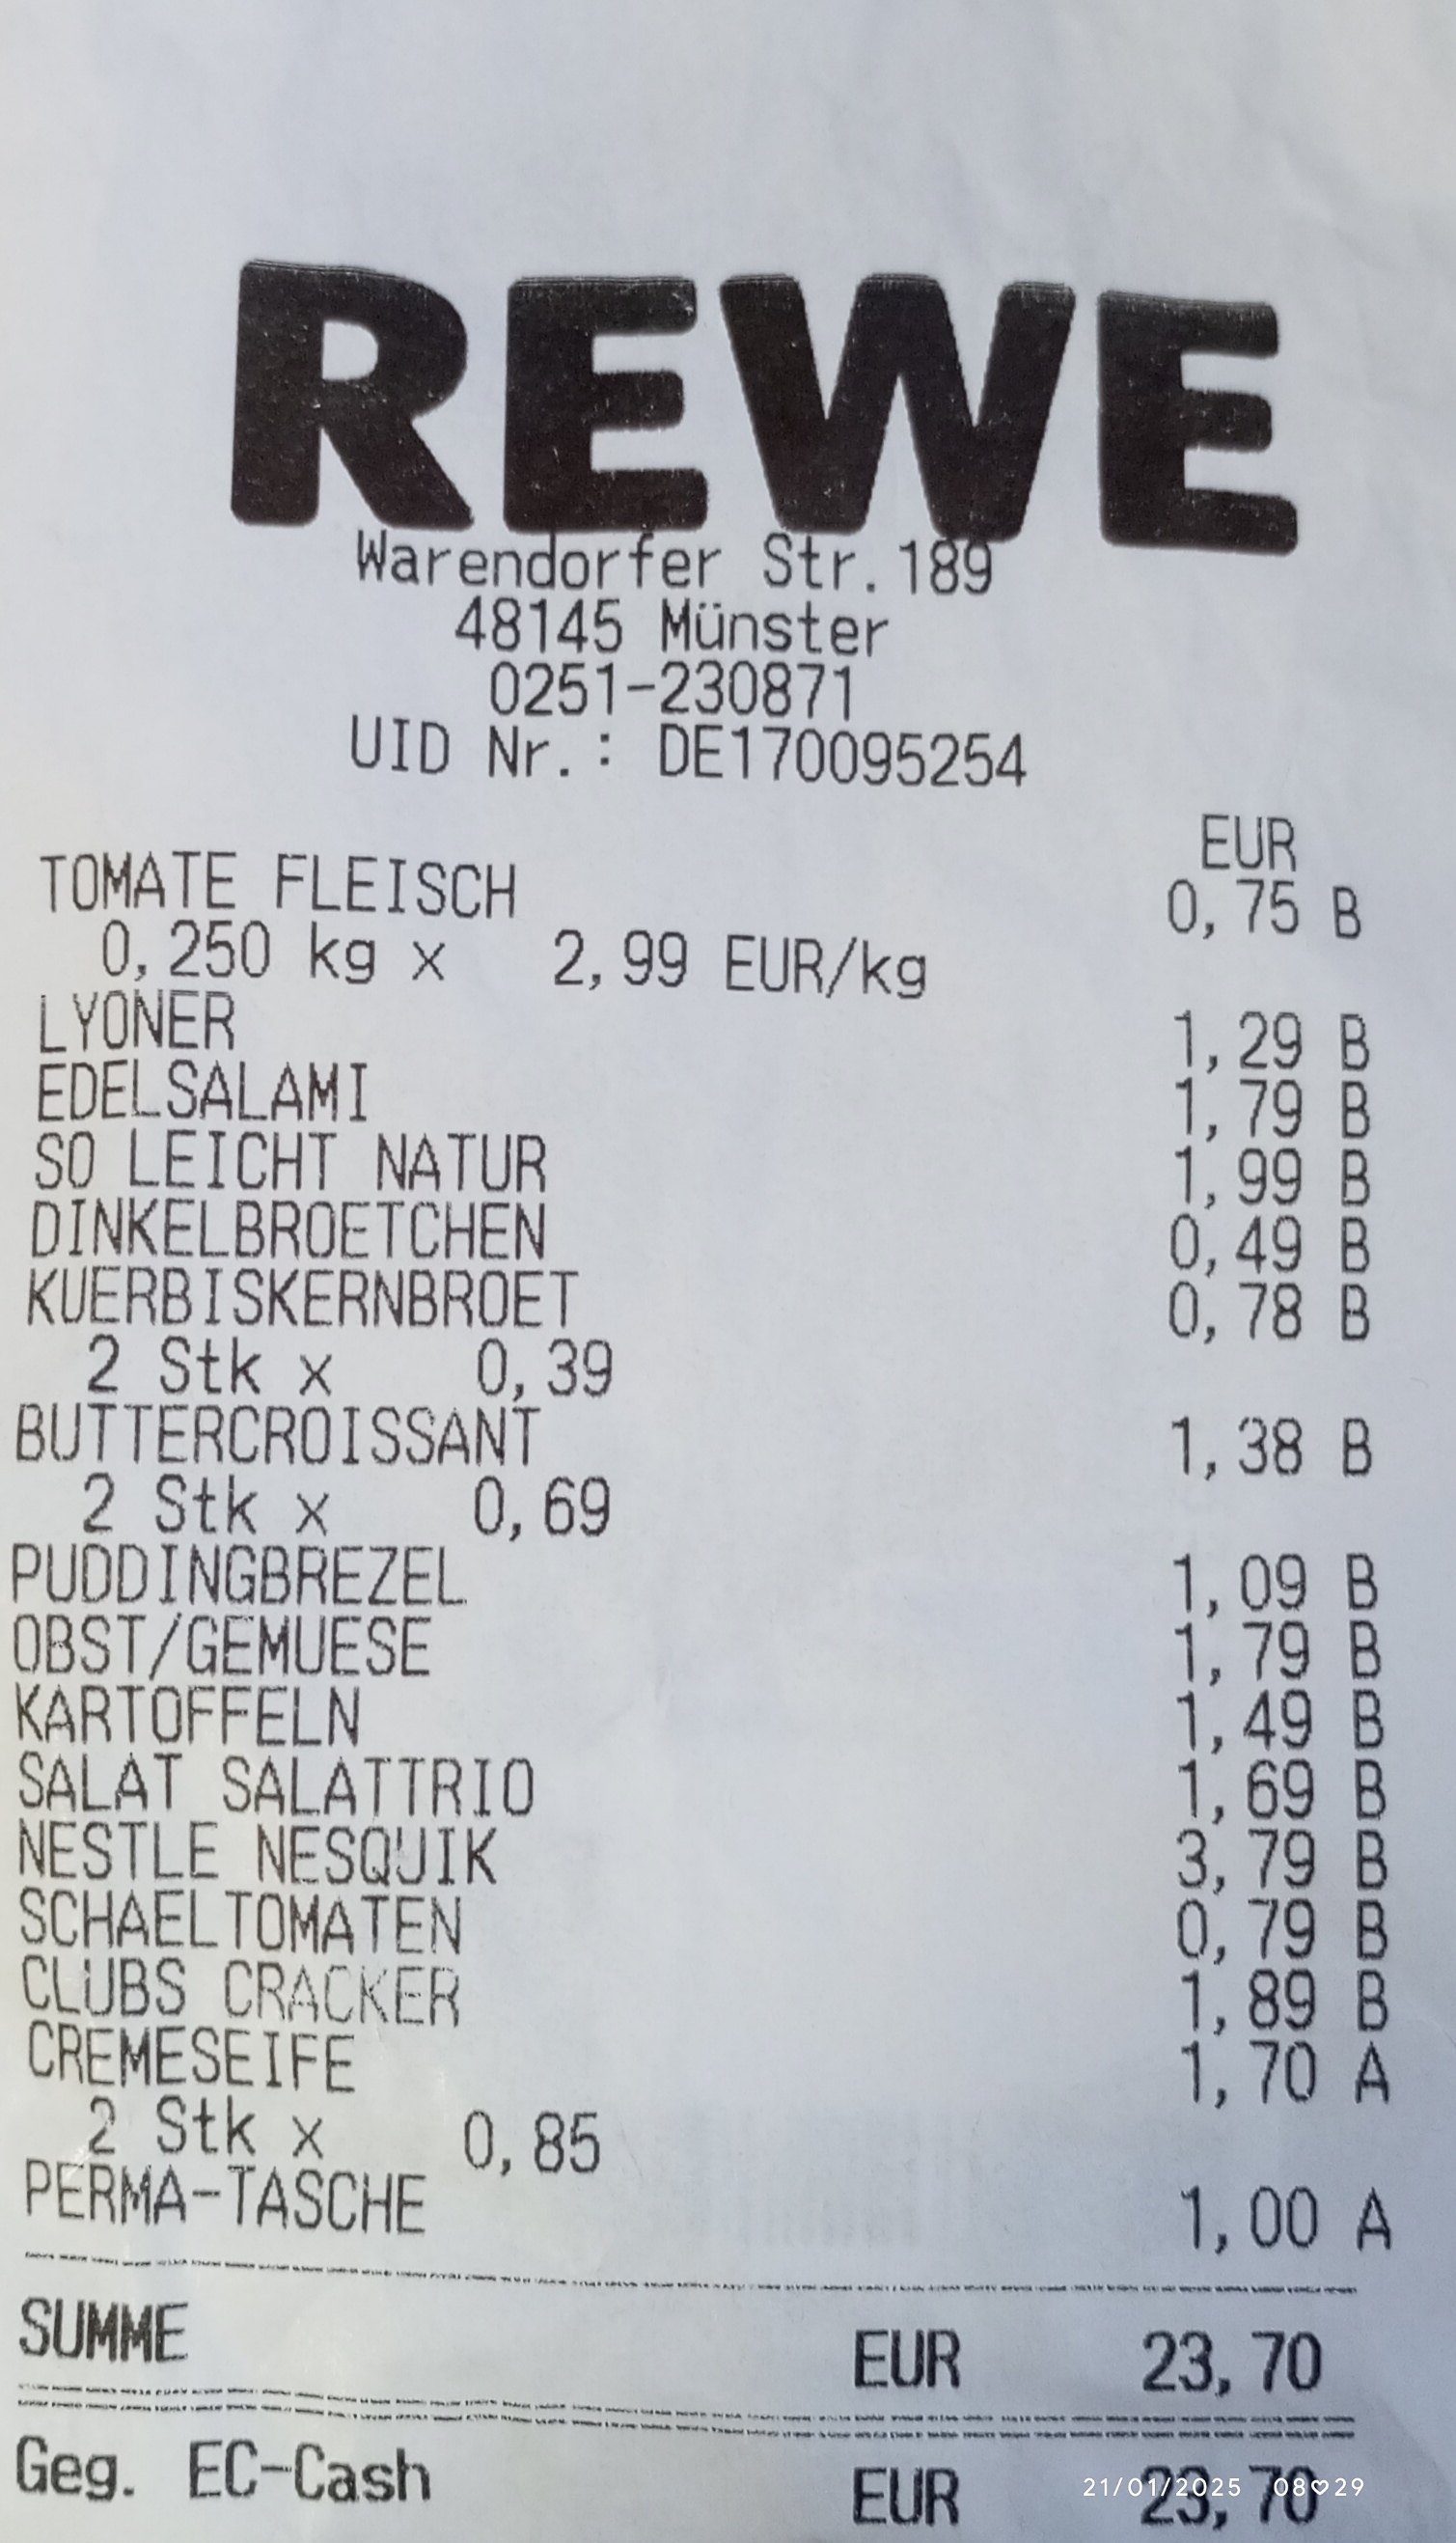 REWE
Warendorfer Str.189
48145 Münster
0251-230871
UID Nr.: DE170095254
EUR
TOMATE FLEISCH 0,75 B
0,250 kg x 2,99 EUR/kg
LYONER 1,29 B
EDELSALAMI 1,79 B
SO LEICHT NATUR 1,99 B
DINKELBROETCHEN 0,49 B
KUERBISKERNBROET 0,78 B
2 Stk x 0,39
BUTTERCROISSANT 1,38 B
2 Stk x 0,69
PUDDINGBREZEL 1,09 B
OBST/GEMUESE 1,79 B
KARTOFFELN 1,49 B
SALAT SALATTRIO 1,69 B
NESTLE NESQUIK 3,79 B
SCHAELTOMATEN 0,79 B
CLUBS CRACKER 1,89 B
CREMESEIFE 1,70 A
2 Stk x 0,85
PERMA-TASCHE 1,00 A
SUMME EUR 23,70
Geg. EC-Cash EUR 23,70
21/01/2025 08♡29